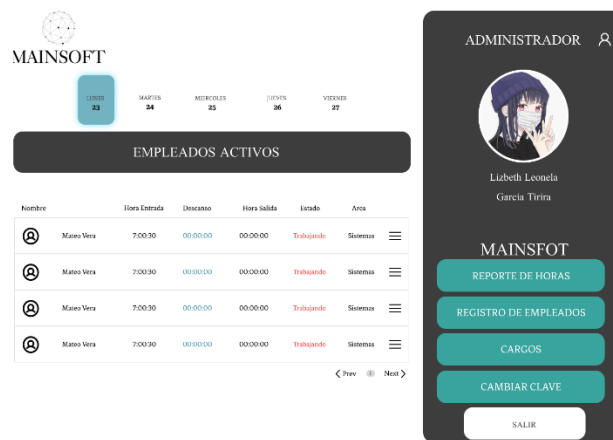 MAINSOFT
LUNES MARTES MIERCOLES JUEVES VIERNES
23 24 25 26 27
EMPLEADOS ACTIVOS
Nombre Hora Entrada Descanso Hora Salida Estado Area
Mateo Vera 7:00:30 00:00:00 00:00:00 Trabajando Sistemas
Mateo Vera 7:00:30 00:00:00 00:00:00 Trabajando Sistemas
Mateo Vera 7:00:30 00:00:00 00:00:00 Trabajando Sistemas
Mateo Vera 7:00:30 00:00:00 00:00:00 Trabajando Sistemas
Prev 1 Next
ADMINISTRADOR
Lizbeth Leonela
Garcia Tirira
MAINSFOT
REPORTE DE HORAS
REGISTRO DE EMPLEADOS
CARGOS
CAMBIAR CLAVE
SALIR